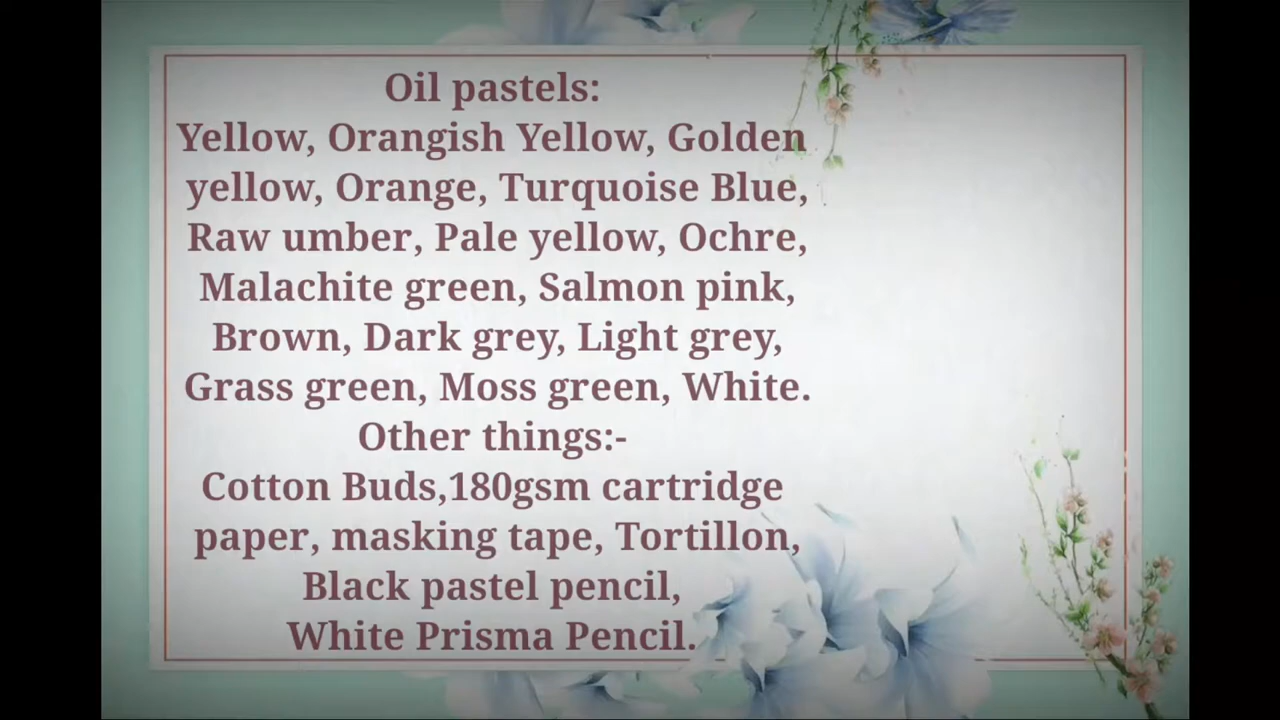 Oil pastels:
Yellow, Orangish Yellow, Golden
yellow, Orange, Turquoise Blue,
Raw umber, Pale yellow, Ochre,
Malachite green, Salmon pink,
Brown, Dark grey, Light grey,
Grass green, Moss green, White.
Other things:-
Cotton Buds,180gsm cartridge
paper, masking tape, Tortillon,
Black pastel pencil,
White Prisma Pencil.